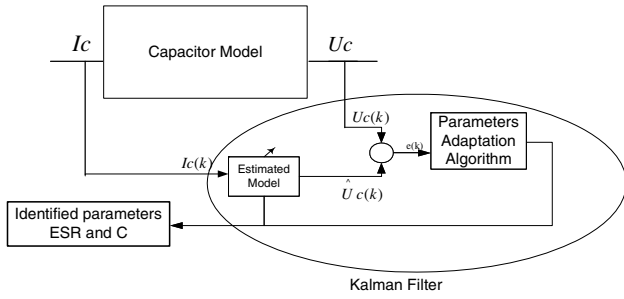 Ic
Capacitor Model
Uc
Uc(k)
Parameters
Adaptation
Algorithm
e(k)
Ic(k)
Estimated
Model
Û c(k)
Identified parameters
ESR and C
Kalman Filter